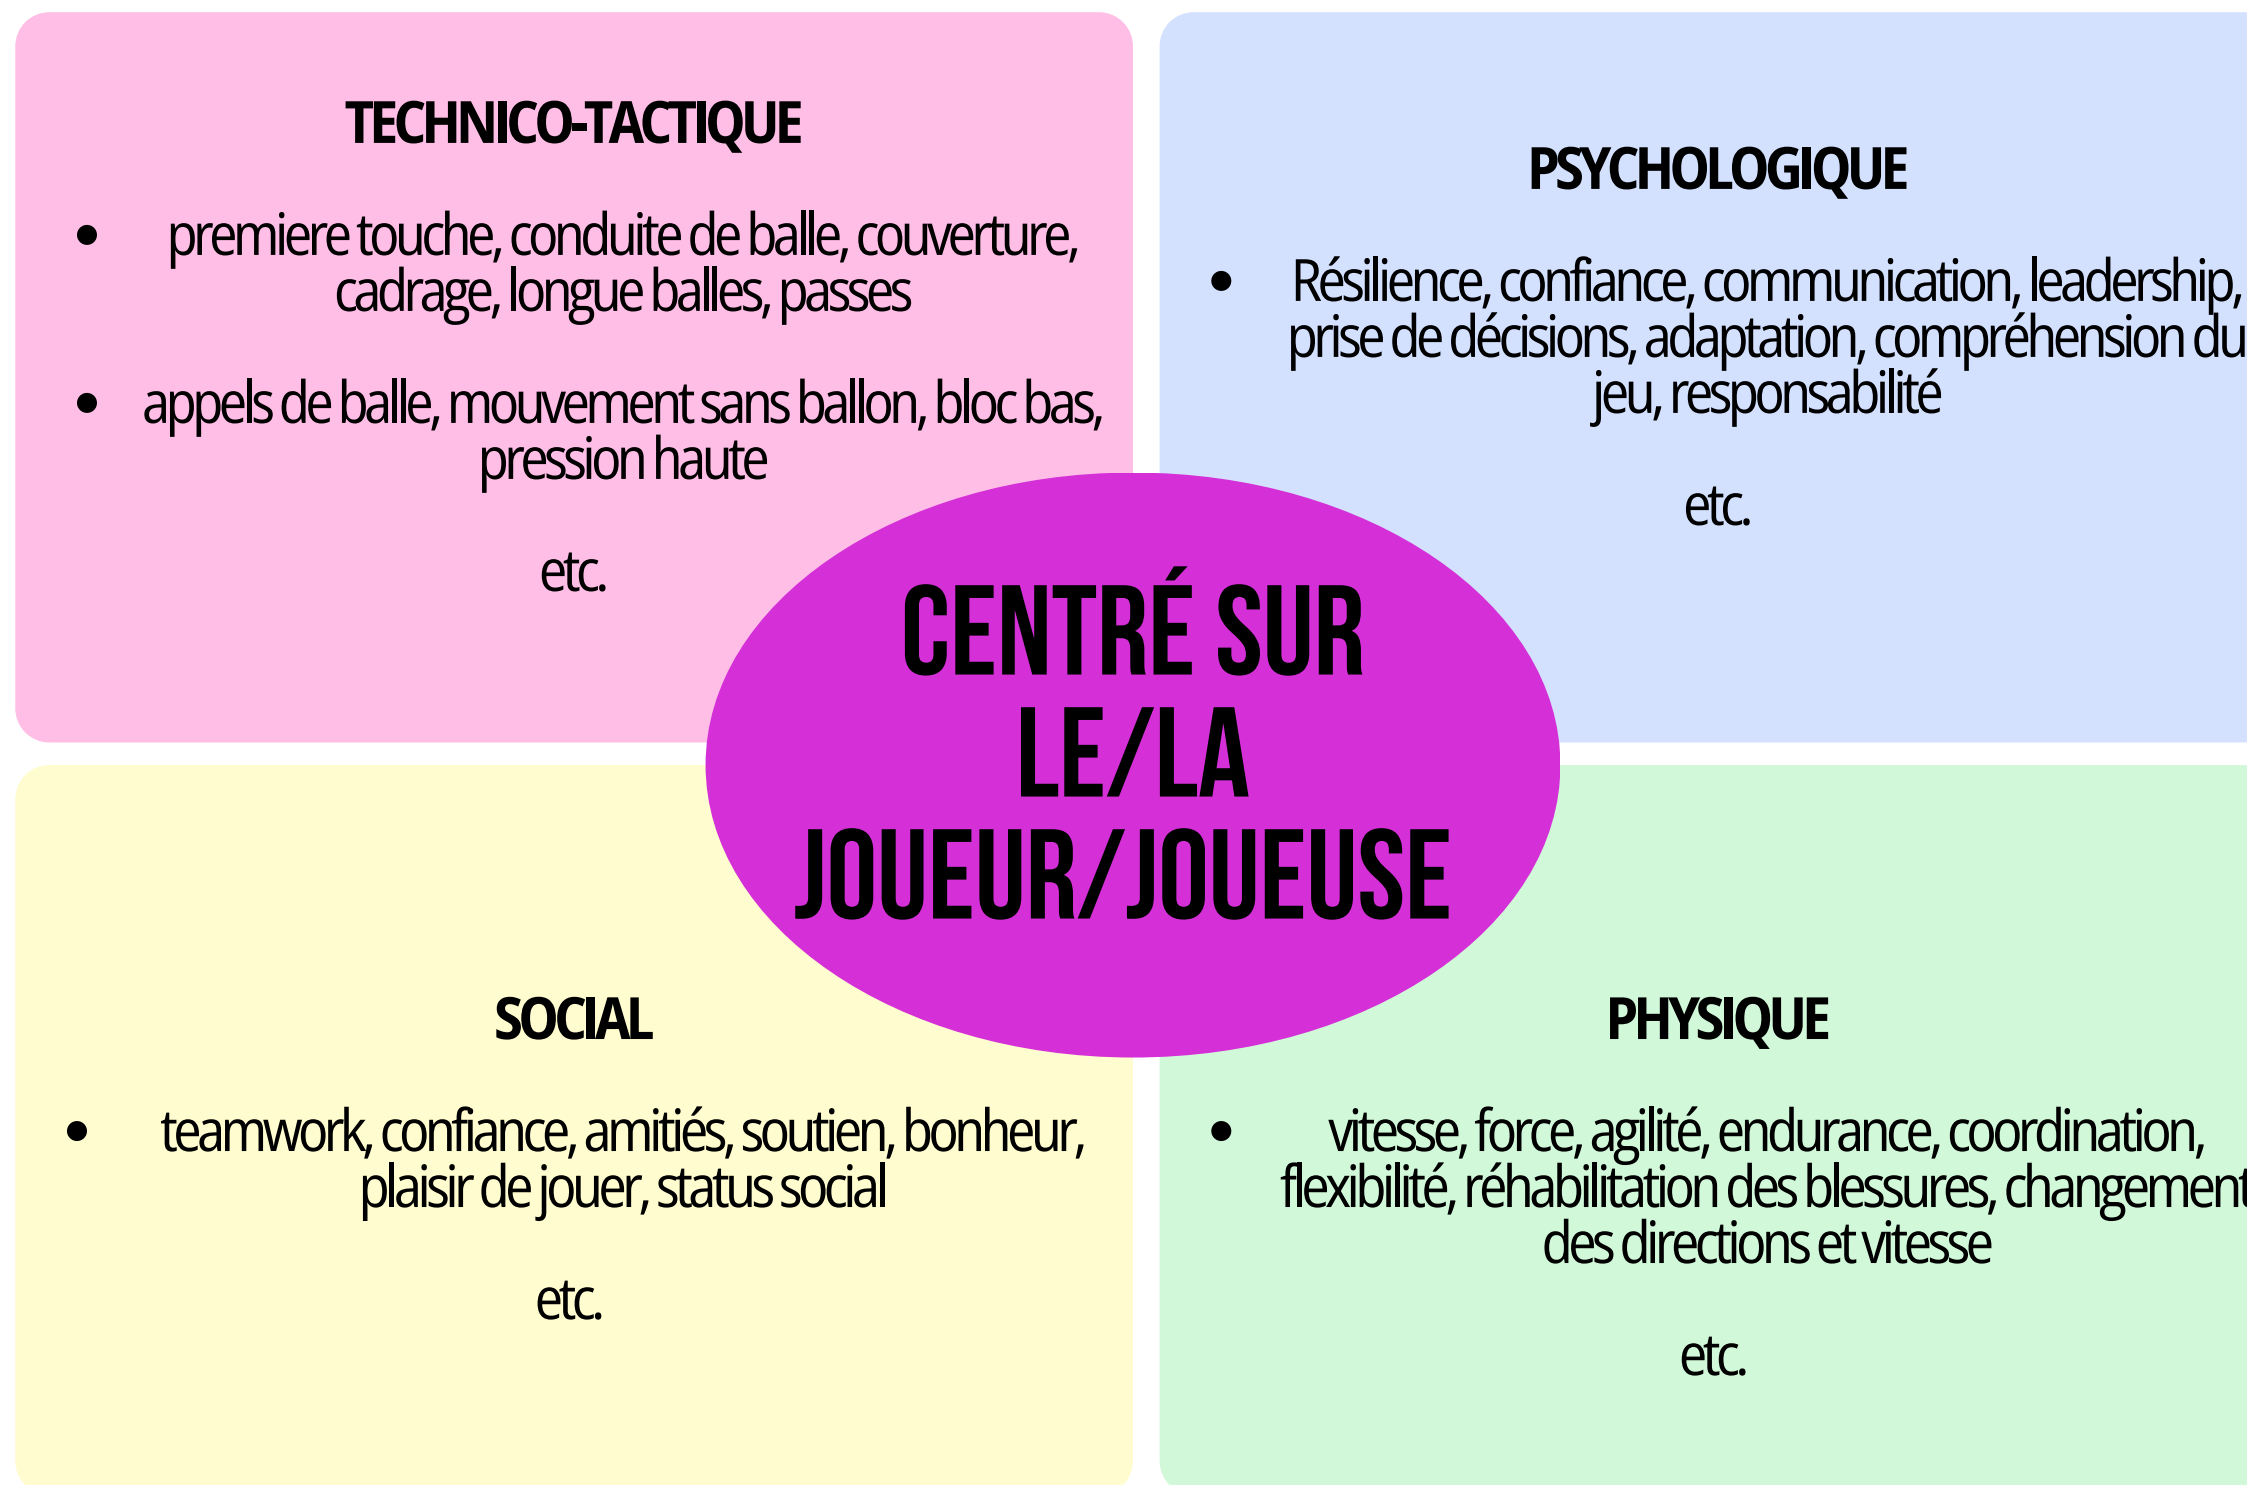 TECHNICO-TACTIQUE
• premiere touche, conduite de balle, couverture,
cadrage, longue balles, passes
• appels de balle, mouvement sans ballon, bloc bas,
pression haute
etc.
PSYCHOLOGIQUE
• Résilience, confiance, communication, leadership,
prise de décisions, adaptation, compréhension du
jeu, responsabilité
etc.
CENTRÉ SUR
LE/LA
JOUEUR/JOUEUSE
SOCIAL
• teamwork, confiance, amitiés, soutien, bonheur,
plaisir de jouer, status social
etc.
PHYSIQUE
• vitesse, force, agilité, endurance, coordination,
flexibilité, réhabilitation des blessures, changement
des directions et vitesse
etc.